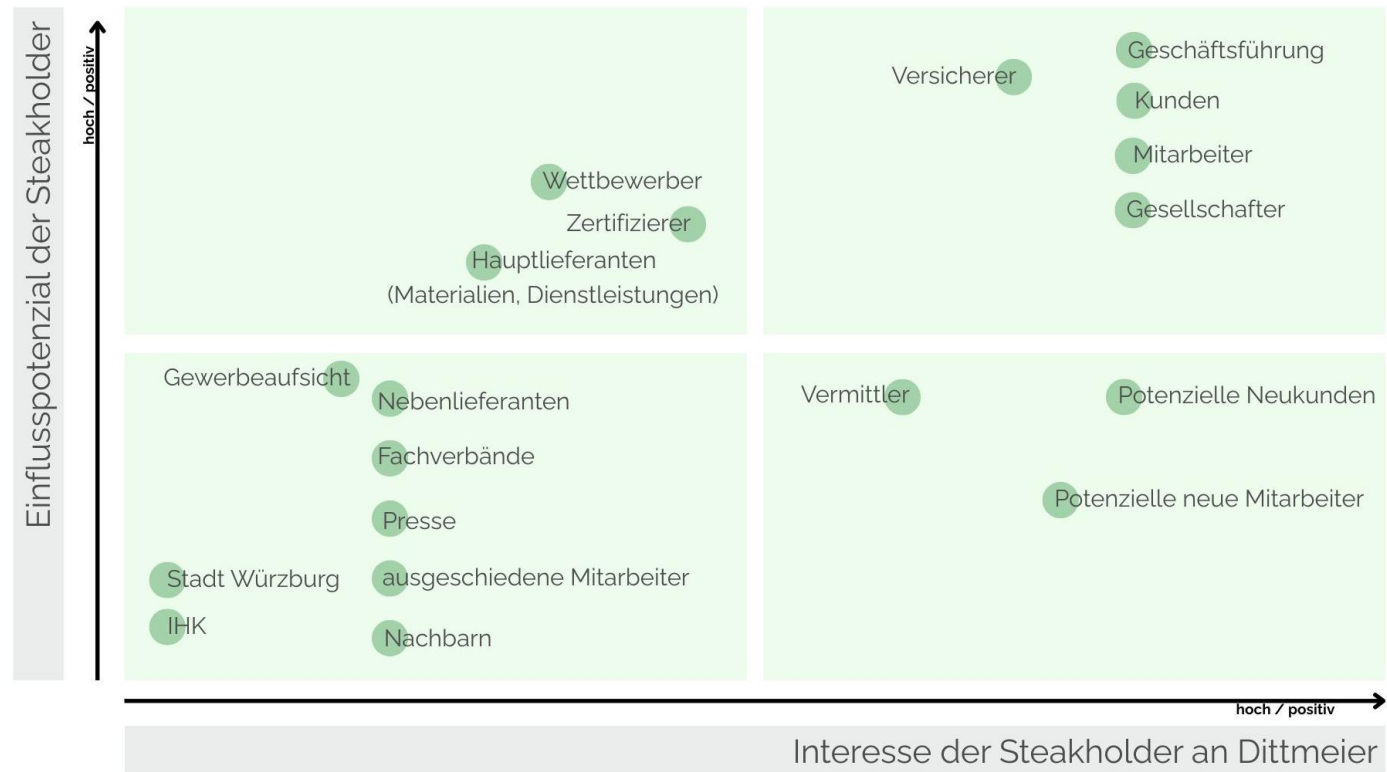 Einflusspotenzial der Steakholder
hoch / positiv
Geschäftsführung
Versicherer
Kunden
Mitarbeiter
Wettbewerber
Gesellschafter
Zertifizierer
Hauptlieferanten
(Materialien, Dienstleistungen)
Gewerbeaufsicht
Nebenlieferanten
Vermittler
Potenzielle Neukunden
Fachverbände
Potenzielle neue Mitarbeiter
Presse
Stadt Würzburg
ausgeschiedene Mitarbeiter
IHK
Nachbarn
hoch / positiv
Interesse der Steakholder an Dittmeier